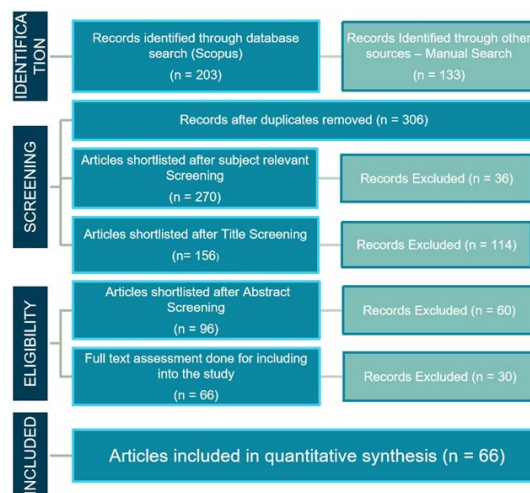 IDENTIFICA
TION
Records identified through database
search (Scopus)
(n = 203)
Records Identified through other
sources – Manual Search
(n = 133)
SCREENING
Records after duplicates removed (n = 306)
Articles shortlisted after subject relevant
Screening
(n = 270)
Records Excluded (n = 36)
Articles shortlisted after Title Screening
(n= 156)
Records Excluded (n = 114)
ELIGIBILITY
Articles shortlisted after Abstract
Screening
(n = 96)
Records Excluded (n = 60)
Full text assessment done for including
into the study
(n = 66)
Records Excluded (n = 30)
INCLUDED
Articles included in quantitative synthesis (n = 66)